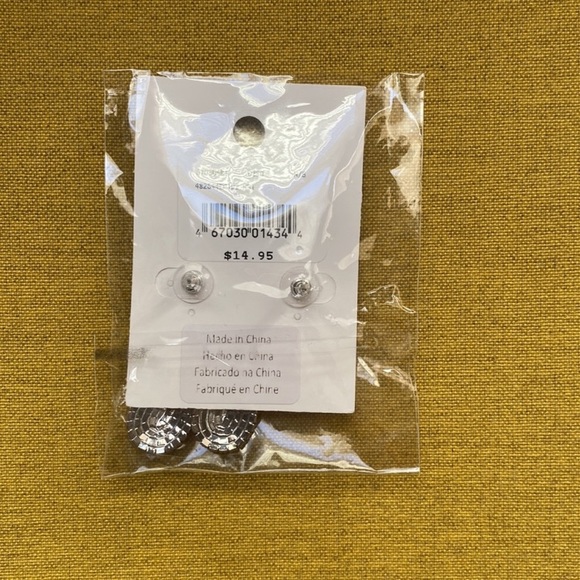 4 67030 01434 4
$14.95
Made in China
Hecho en China
Fabricado na China
Fabriqué en Chine